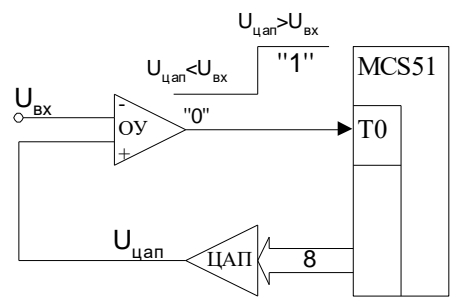 Uцап>Uвх
Uцап<Uвх
"1"
MCS51
Uвх
-
ОУ
+
"0"
T0
Uцап
ЦАП
8